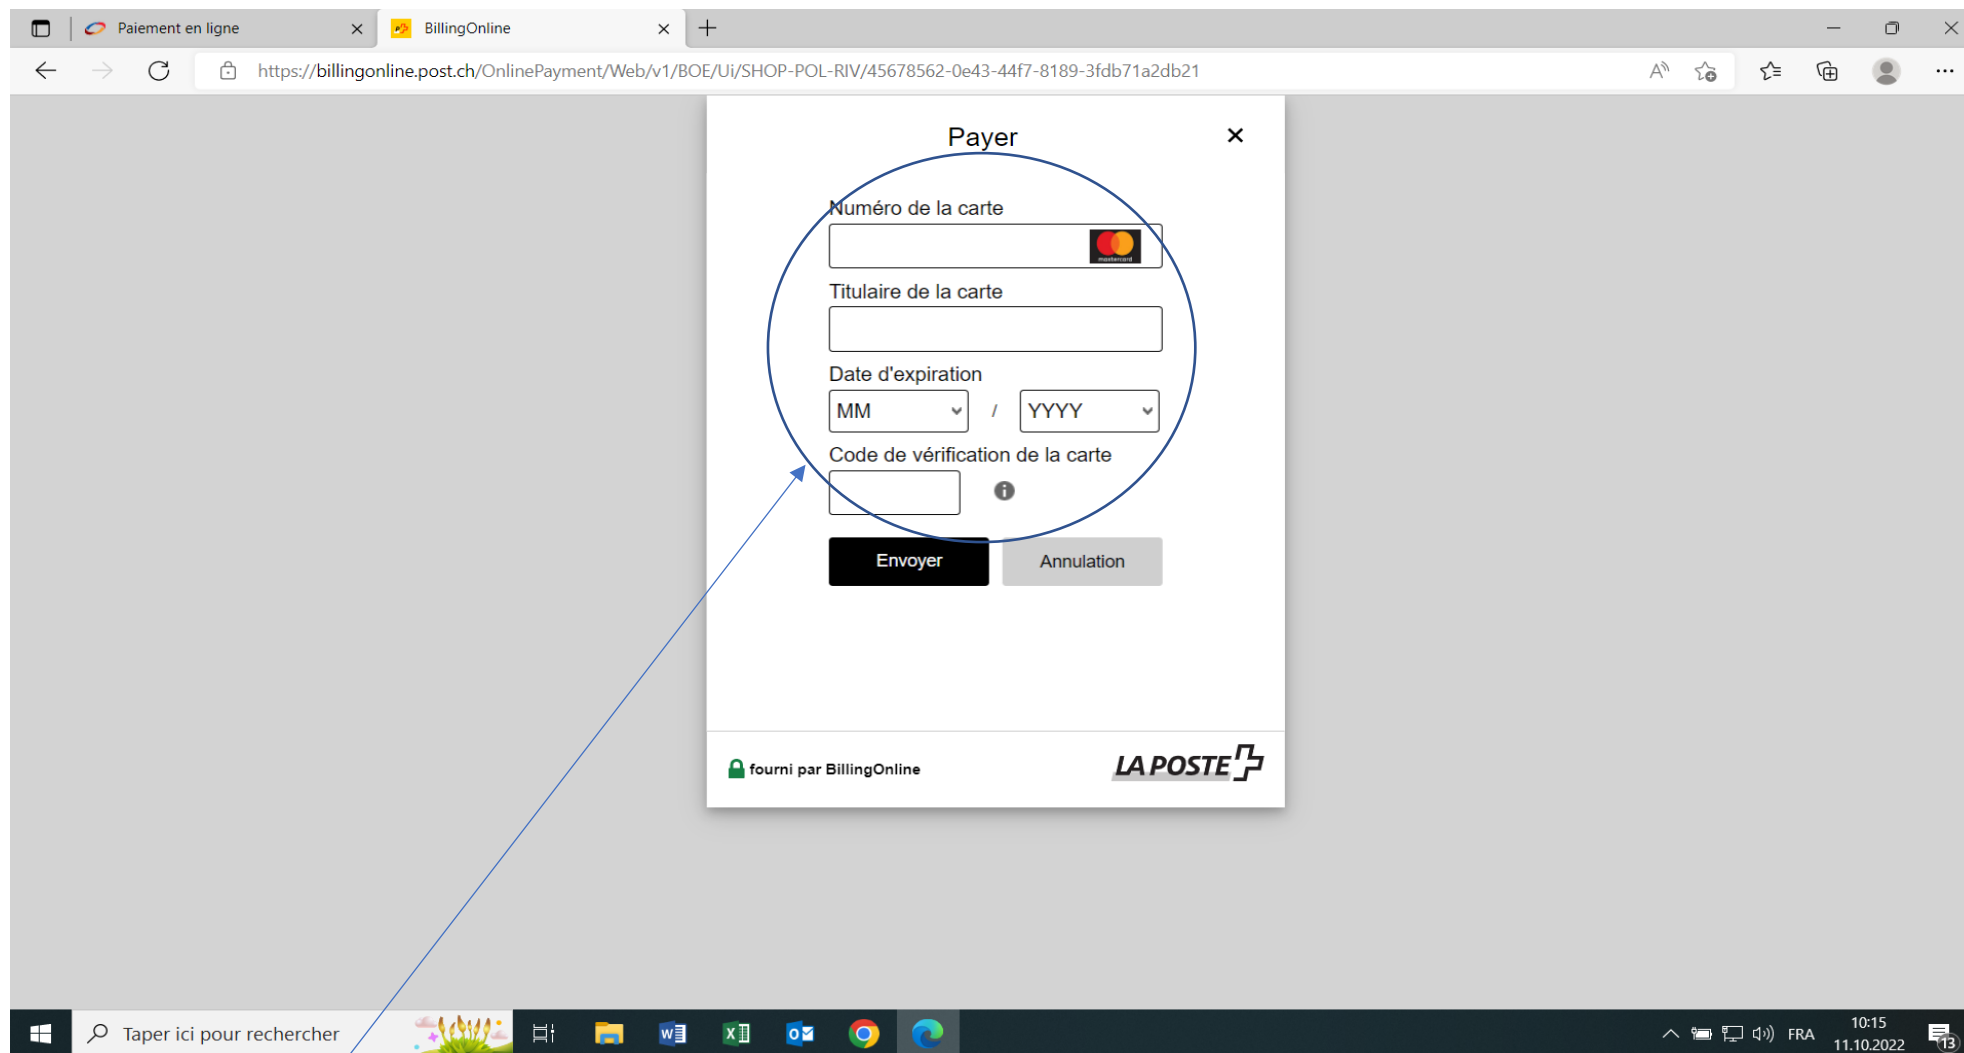 Paiement en ligne
BillingOnline
https://billingonline.post.ch/OnlinePayment/Web/v1/BOE/Ui/SHOP-POL-RIV/45678562-0e43-44f7-8189-3fdb71a2db21
Payer
Numéro de la carte
mastercard
Titulaire de la carte
Date d'expiration
MM / YYYY
Code de vérification de la carte
Envoyer Annulation
fourni par BillingOnline LA POSTE
Taper ici pour rechercher
FRA
10:15
11.10.2022
13